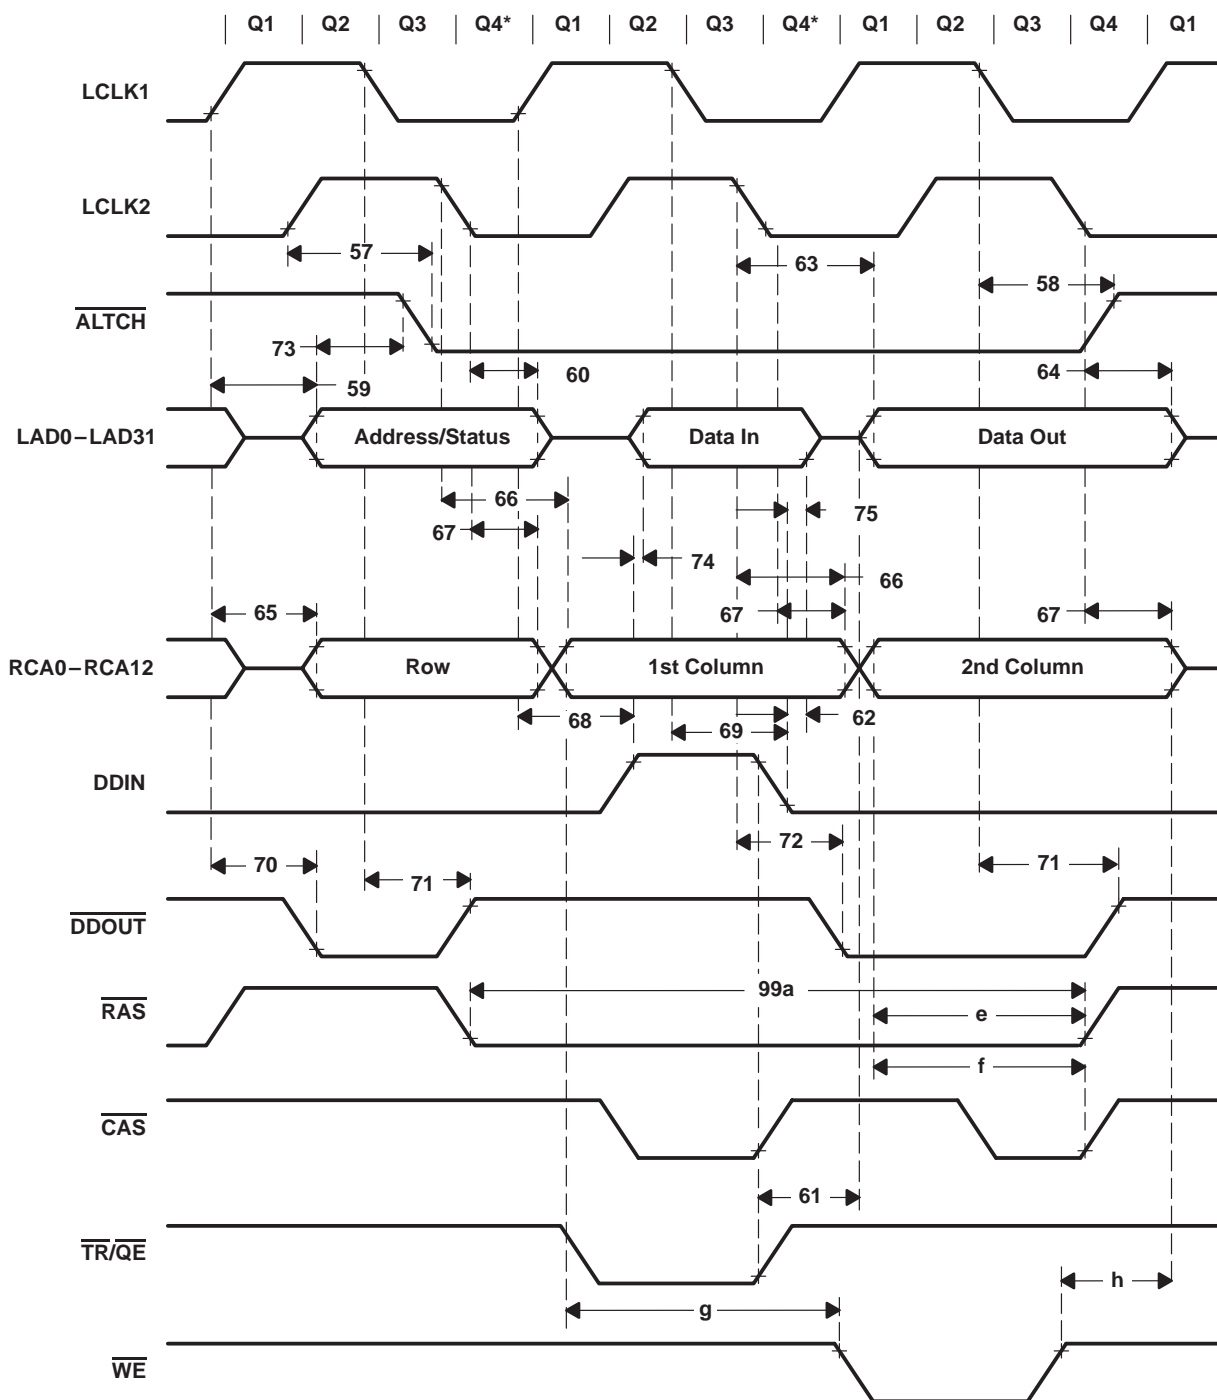 Q1 Q2 Q3 Q4* Q1 Q2 Q3 Q4* Q1 Q2 Q3 Q4 Q1
LCLK1
LCLK2
57
63
58
ALTCH
73
60
64
59
LAD0–LAD31 Address/Status Data In Data Out
66
75
67
74
66
65
67
67
RCA0–RCA12 Row 1st Column 2nd Column
68
62
69
DDIN
72
70
71
71
DDOUT
99a
RAS
e
f
CAS
61
TR/QE
h
g
WE